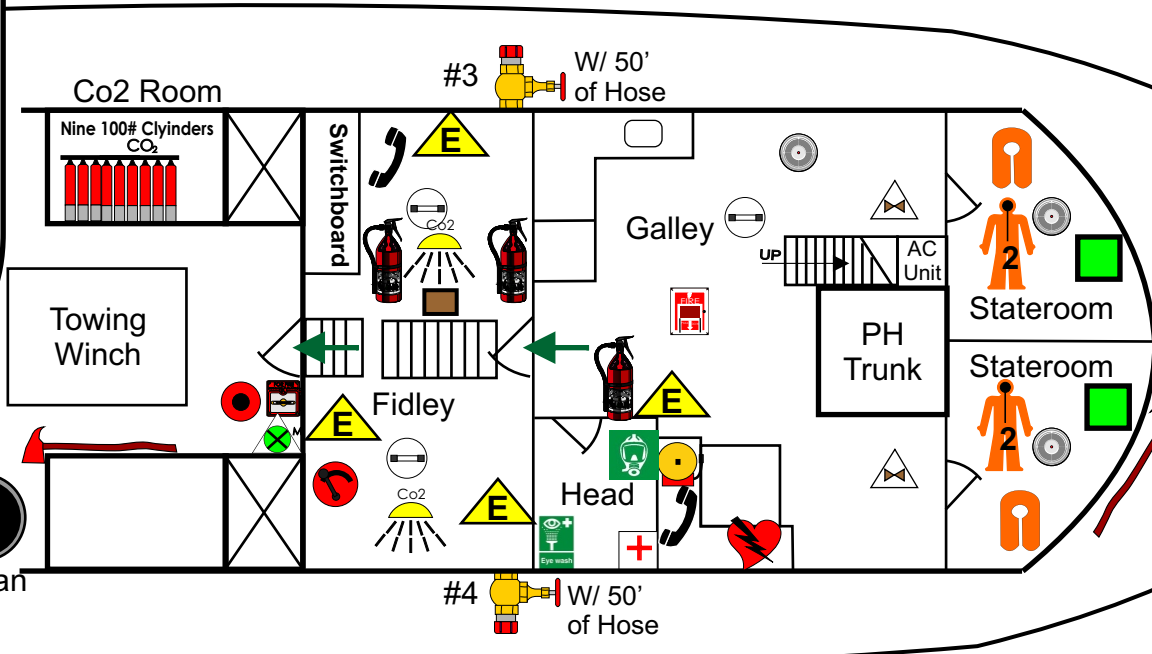 #3
W/ 50’
of Hose
Co2 Room
Nine 100# Clyinders
CO₂
Switchboard
E
Co2
Galley
UP
AC
Unit
2
Stateroom
Towing
Winch
FIRE
PH
Trunk
Stateroom
E
Fidley
E
M
2
Co2
E
Head
Eye wash
an
#4
W/ 50’
of Hose